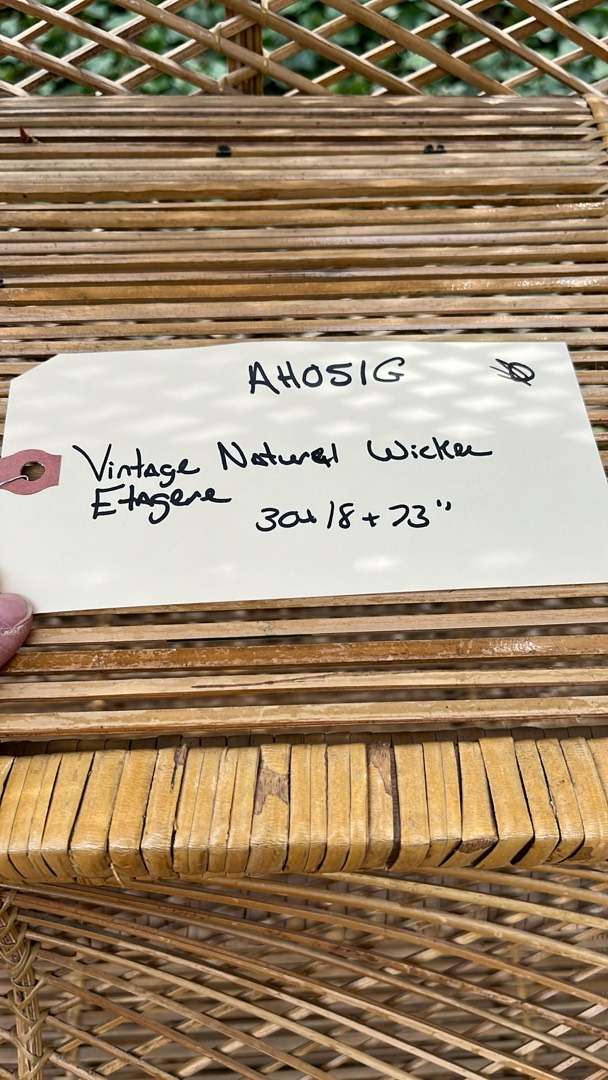 AH051G
Vintage Natural Wicker
Etagere
30x18x73"